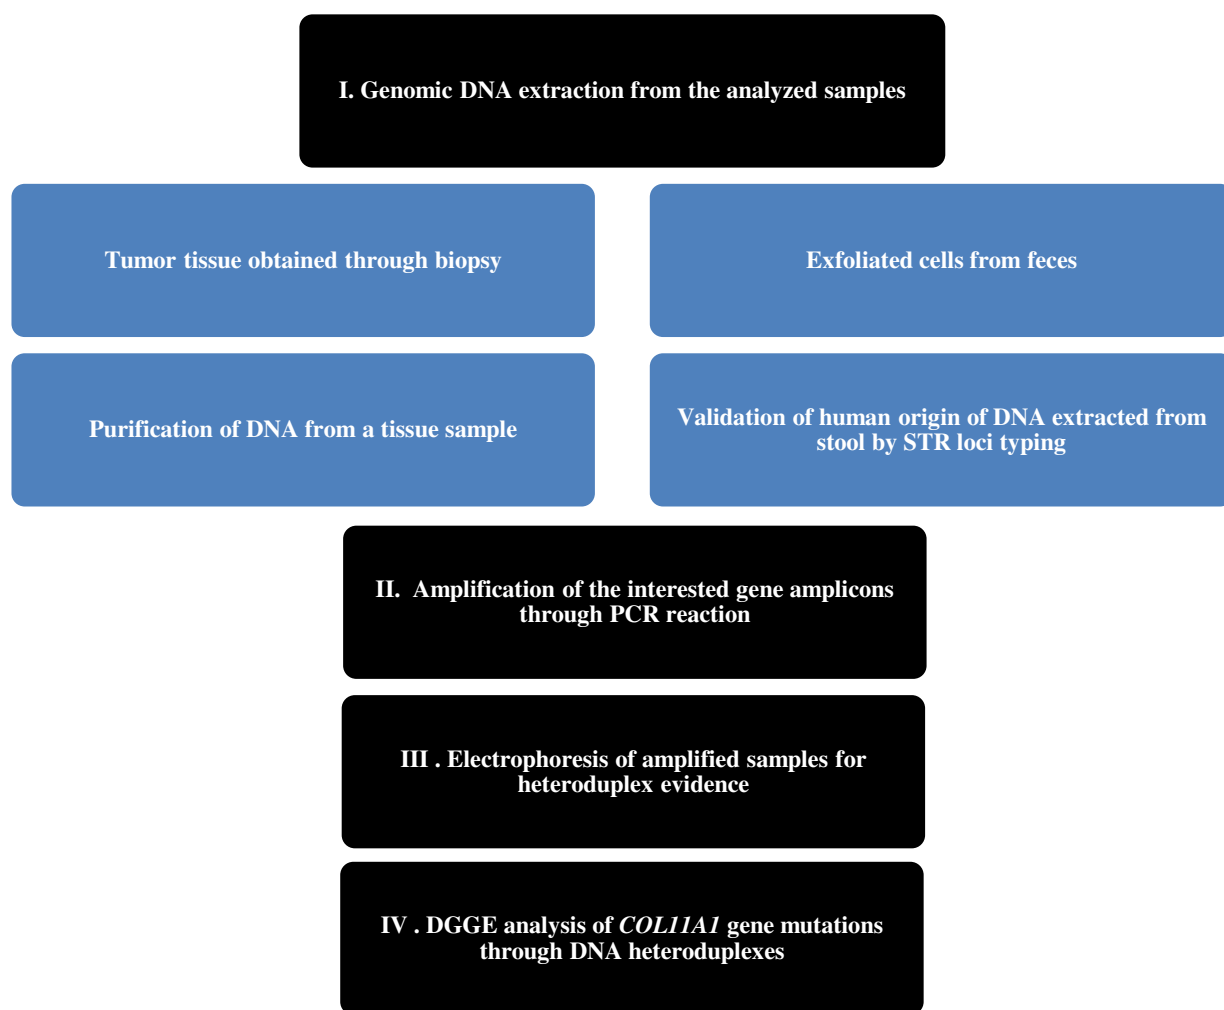 I. Genomic DNA extraction from the analyzed samples
Tumor tissue obtained through biopsy
Exfoliated cells from feces
Purification of DNA from a tissue sample
Validation of human origin of DNA extracted from
stool by STR loci typing
II.  Amplification of the interested gene amplicons
through PCR reaction
III . Electrophoresis of amplified samples for
heteroduplex evidence
IV . DGGE analysis of COL11A1 gene mutations
through DNA heteroduplexes